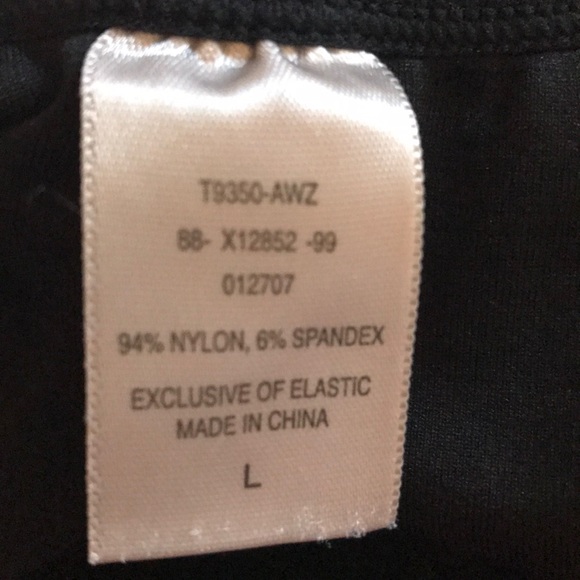 T9350-AWZ
88- X12852 -99
012707
94% NYLON, 6% SPANDEX
EXCLUSIVE OF ELASTIC
MADE IN CHINA
L